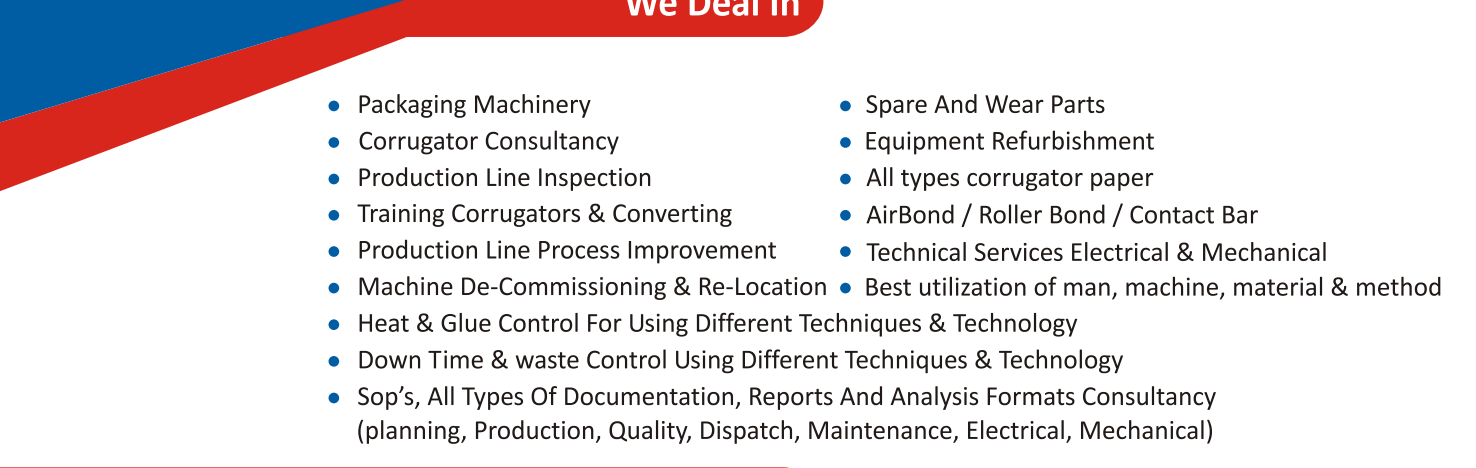 We Deal In
Packaging Machinery
Corrugator Consultancy
Production Line Inspection
Training Corrugators & Converting
Production Line Process Improvement
Machine De-Commissioning & Re-Location
Spare And Wear Parts
Equipment Refurbishment
All types corrugator paper
AirBond / Roller Bond / Contact Bar
Technical Services Electrical & Mechanical
Best utilization of man, machine, material & method
Heat & Glue Control For Using Different Techniques & Technology
Down Time & waste Control Using Different Techniques & Technology
Sop’s, All Types Of Documentation, Reports And Analysis Formats Consultancy
(planning, Production, Quality, Dispatch, Maintenance, Electrical, Mechanical)